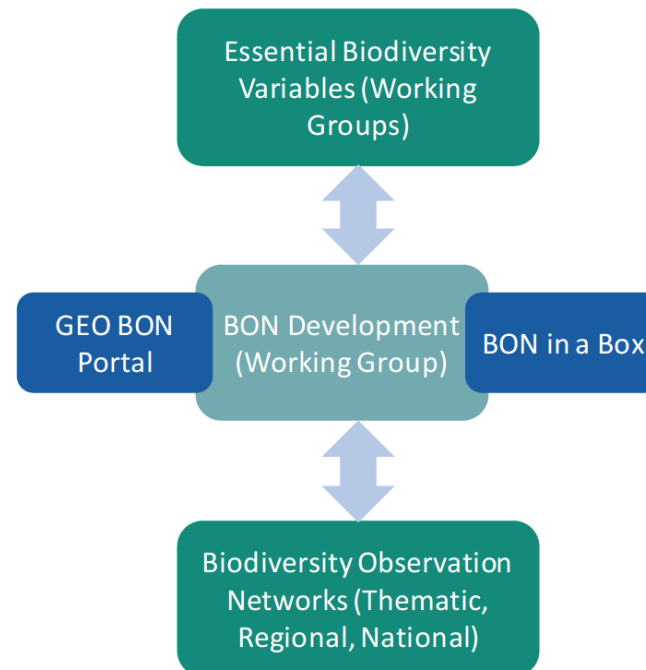 Essential Biodiversity
Variables (Working
Groups)
GEO BON
Portal
BON Development
(Working Group)
BON in a Box
Biodiversity Observation
Networks (Thematic,
Regional, National)